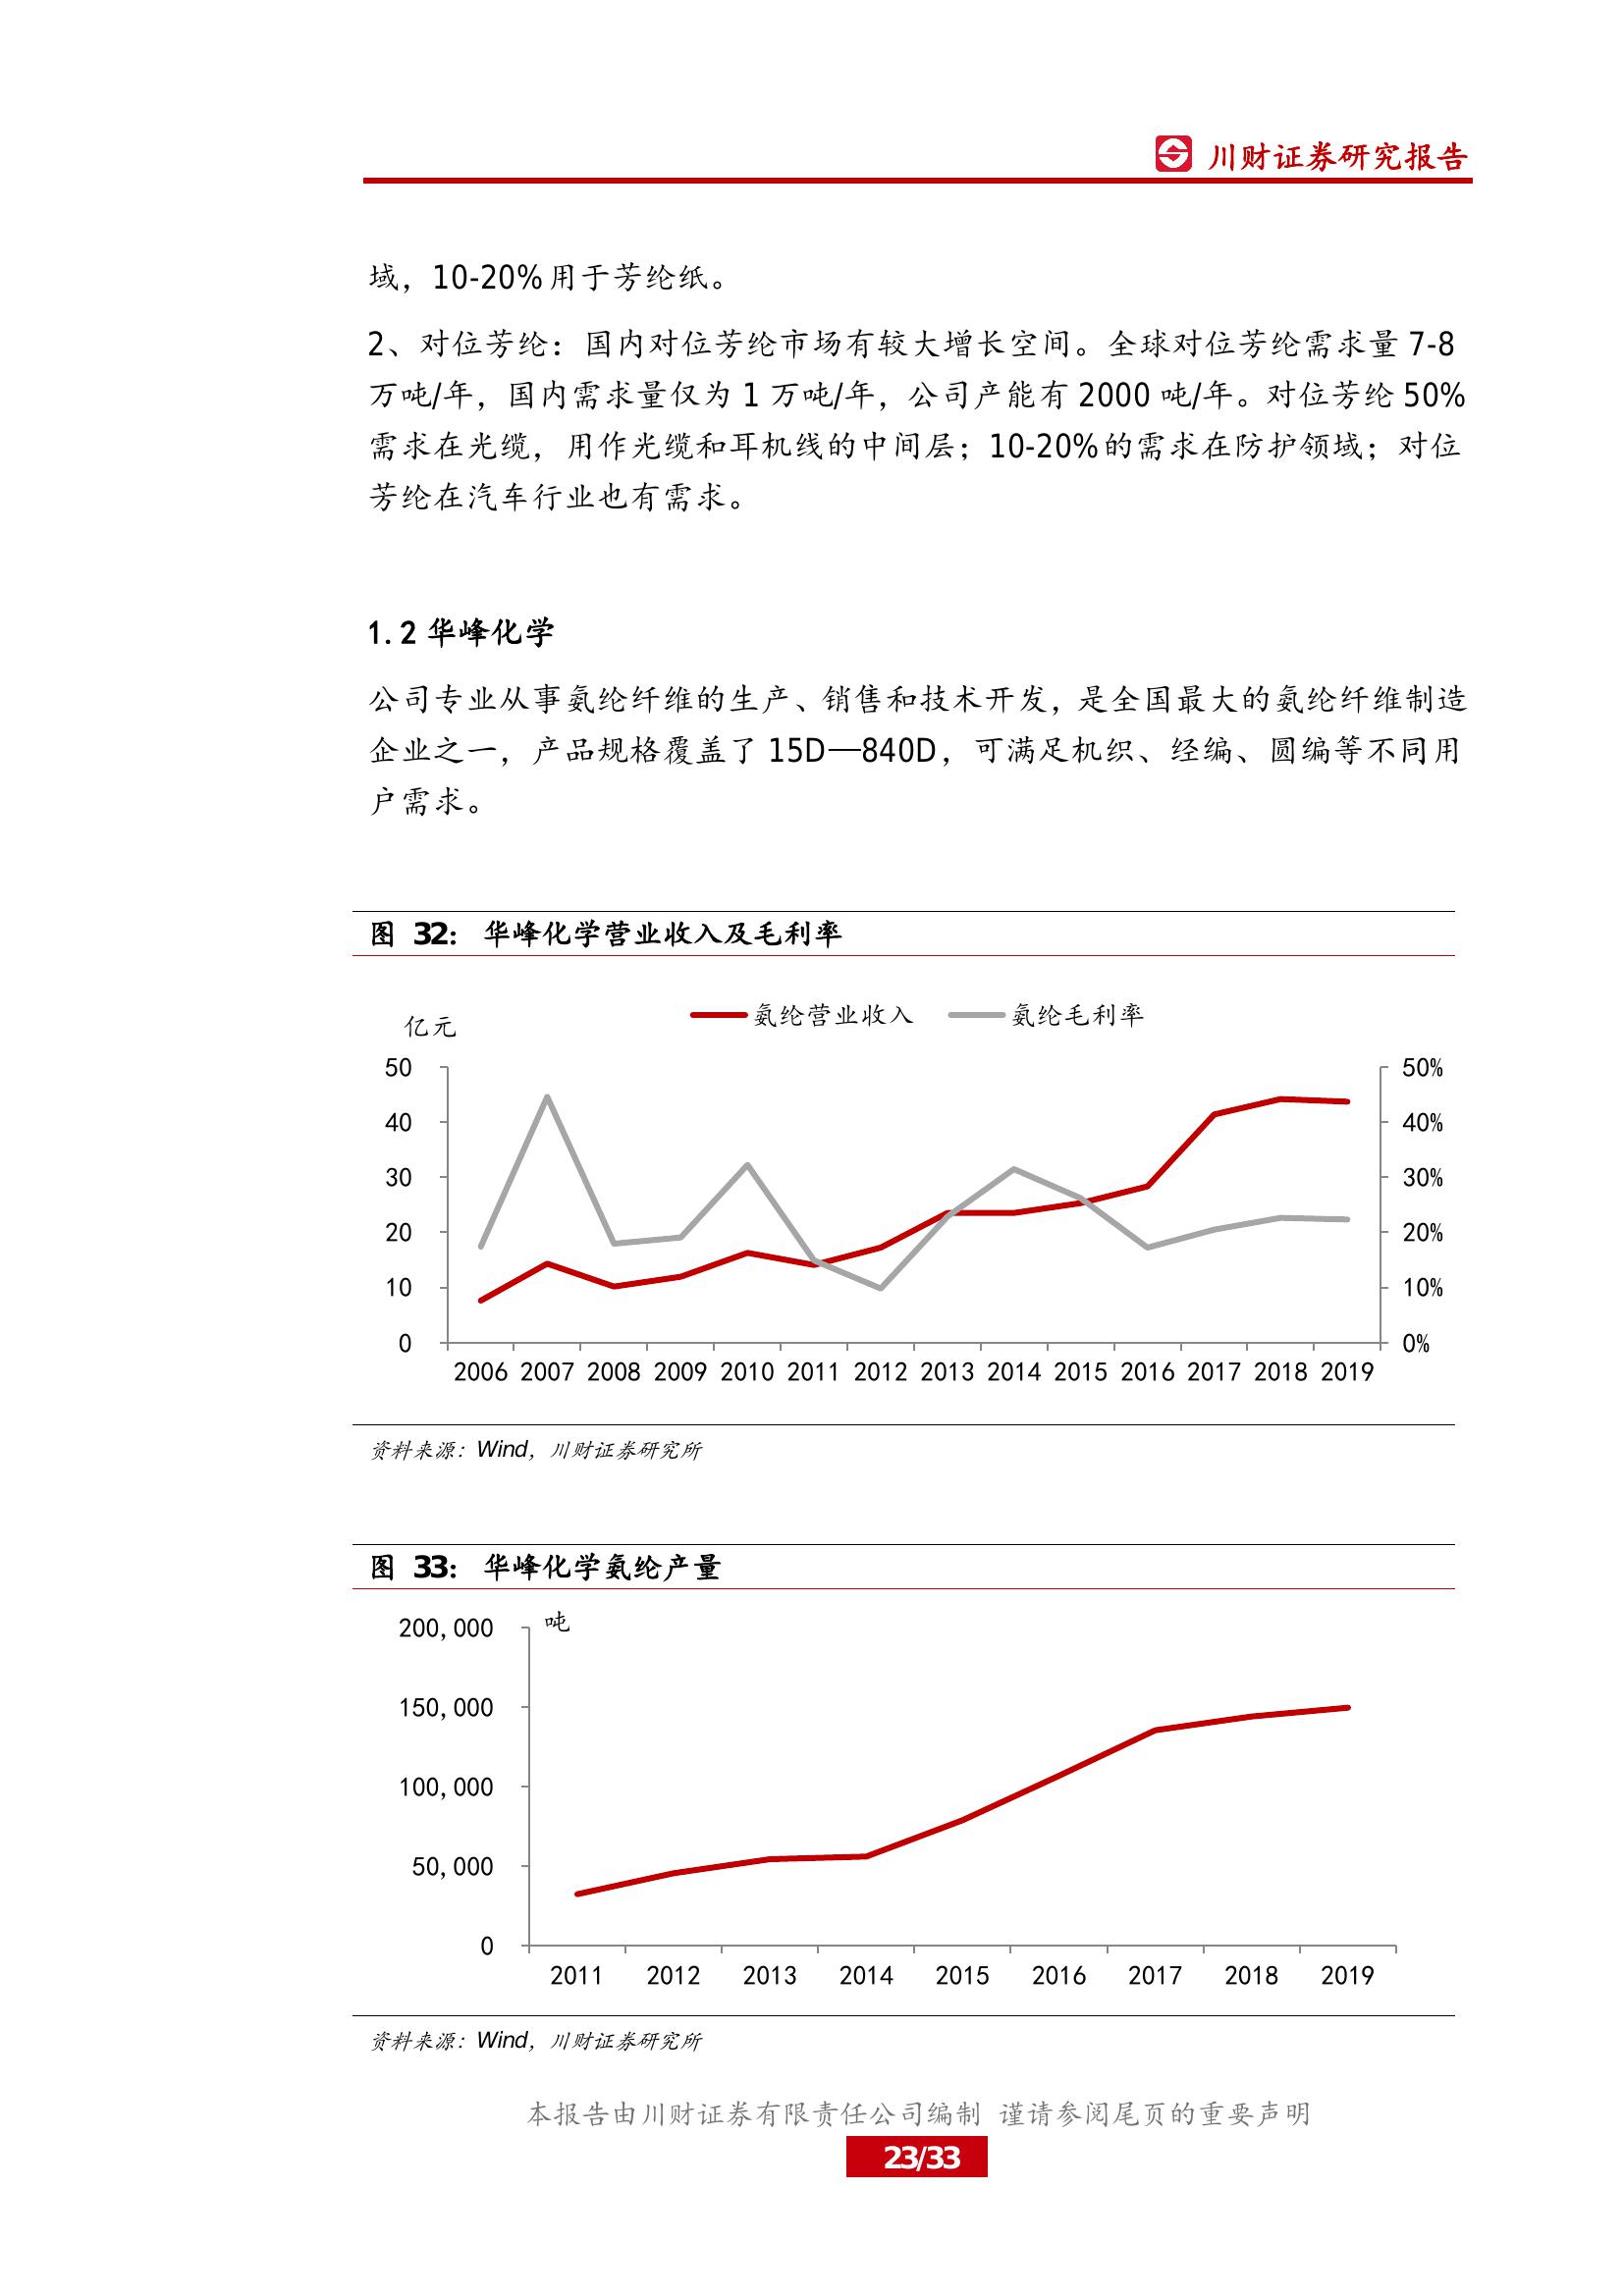 川财证券研究报告
域，10-20%用于芳纶纸。
2、对位芳纶：国内对位芳纶市场有较大增长空间。全球对位芳纶需求量 7-8
万吨/年，国内需求量仅为 1 万吨/年，公司产能有 2000 吨/年。对位芳纶 50%
需求在光缆，用作光缆和耳机线的中间层；10-20%的需求在防护领域；对位
芳纶在汽车行业也有需求。
1.2 华峰化学
公司专业从事氨纶纤维的生产、销售和技术开发，是全国最大的氨纶纤维制造
企业之一，产品规格覆盖了 15D—840D，可满足机织、经编、圆编等不同用
户需求。
图 32： 华峰化学营业收入及毛利率
氨纶营业收入 氨纶毛利率
亿元
50 50%
40 40%
30 30%
20 20%
10 10%
0 0%
2006 2007 2008 2009 2010 2011 2012 2013 2014 2015 2016 2017 2018 2019
资料来源：Wind，川财证券研究所
图 33： 华峰化学氨纶产量
吨
200,000
150,000
100,000
50,000
0
2011 2012 2013 2014 2015 2016 2017 2018 2019
资料来源：Wind，川财证券研究所
本报告由川财证券有限责任公司编制 谨请参阅尾页的重要声明
23/33